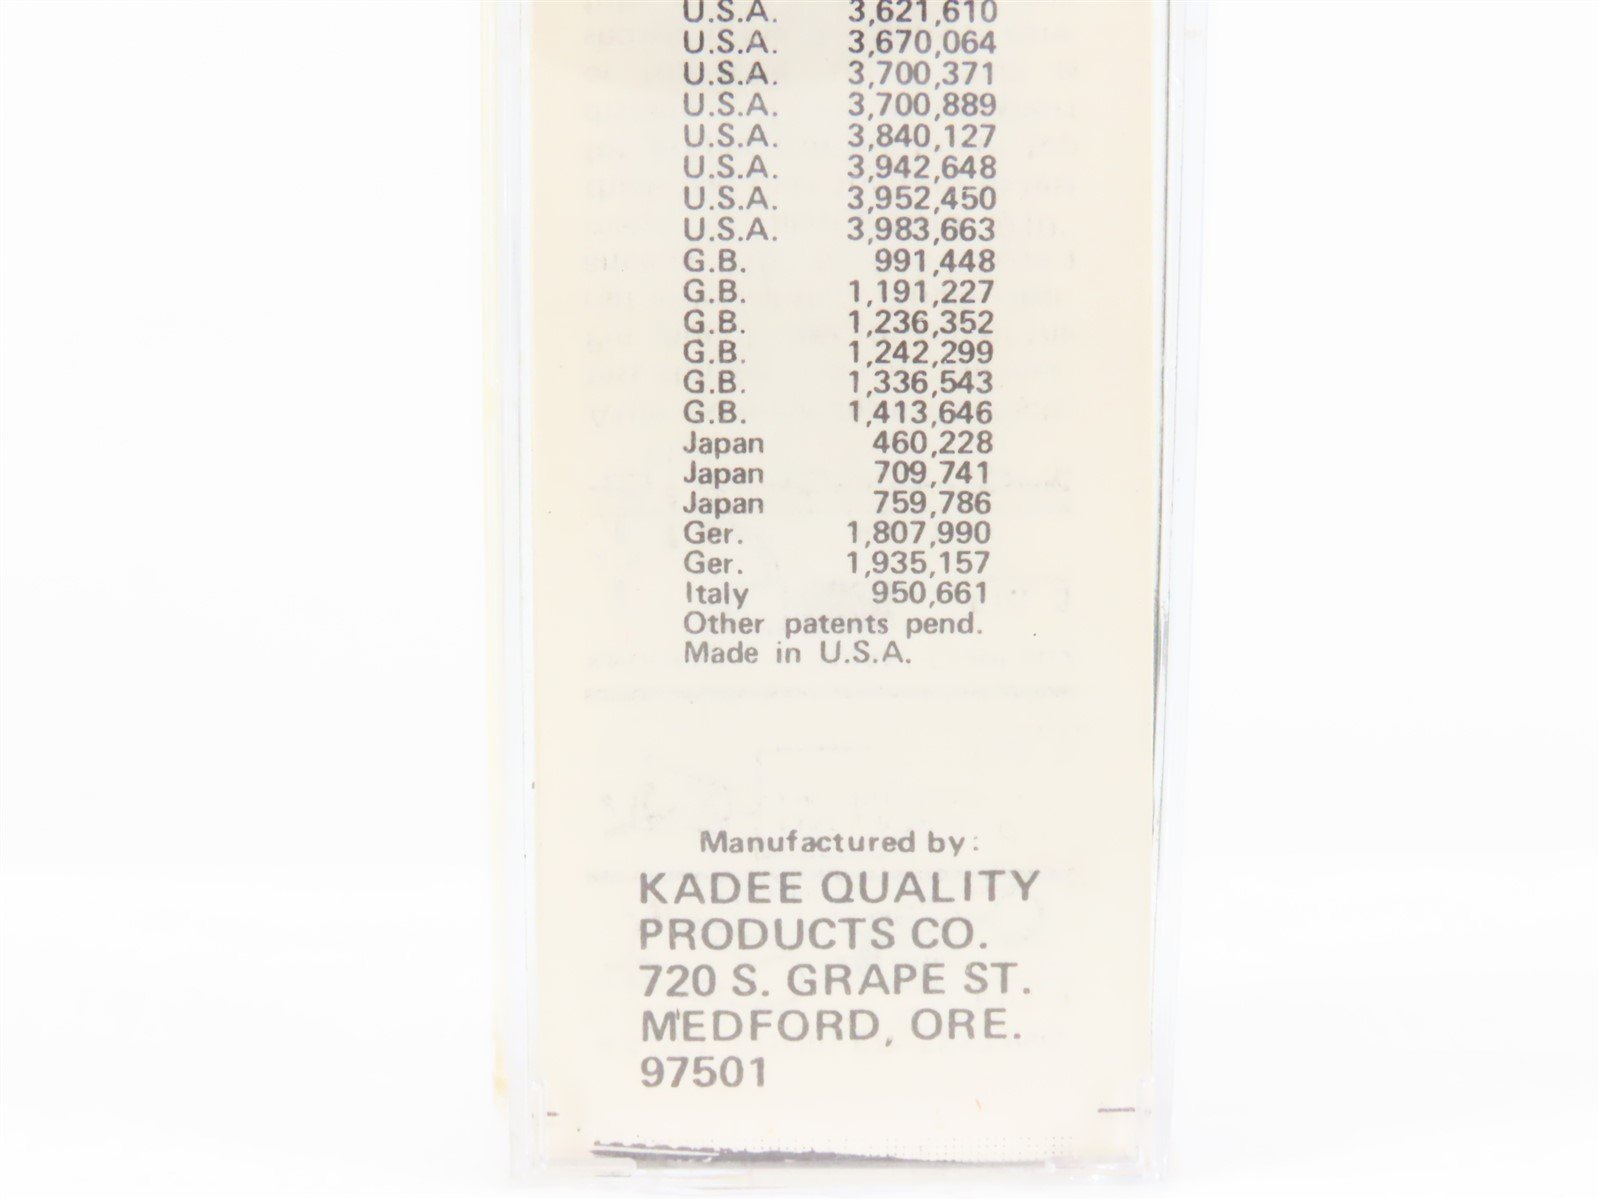 U.S.A. 3,621,610
U.S.A. 3,670,064
U.S.A. 3,700,371
U.S.A. 3,700,889
U.S.A. 3,840,127
U.S.A. 3,942,648
U.S.A. 3,952,450
U.S.A. 3,983,663
G.B. 991,448
G.B. 1,191,227
G.B. 1,236,352
G.B. 1,242,299
G.B. 1,336,543
G.B. 1,413,646
Japan 460,228
Japan 709,741
Japan 759,786
Ger. 1,807,990
Ger. 1,935,157
Italy 950,661
Other patents pend.
Made in U.S.A.
Manufactured by:
KADEE QUALITY
PRODUCTS CO.
720 S. GRAPE ST.
MEDFORD, ORE.
97501